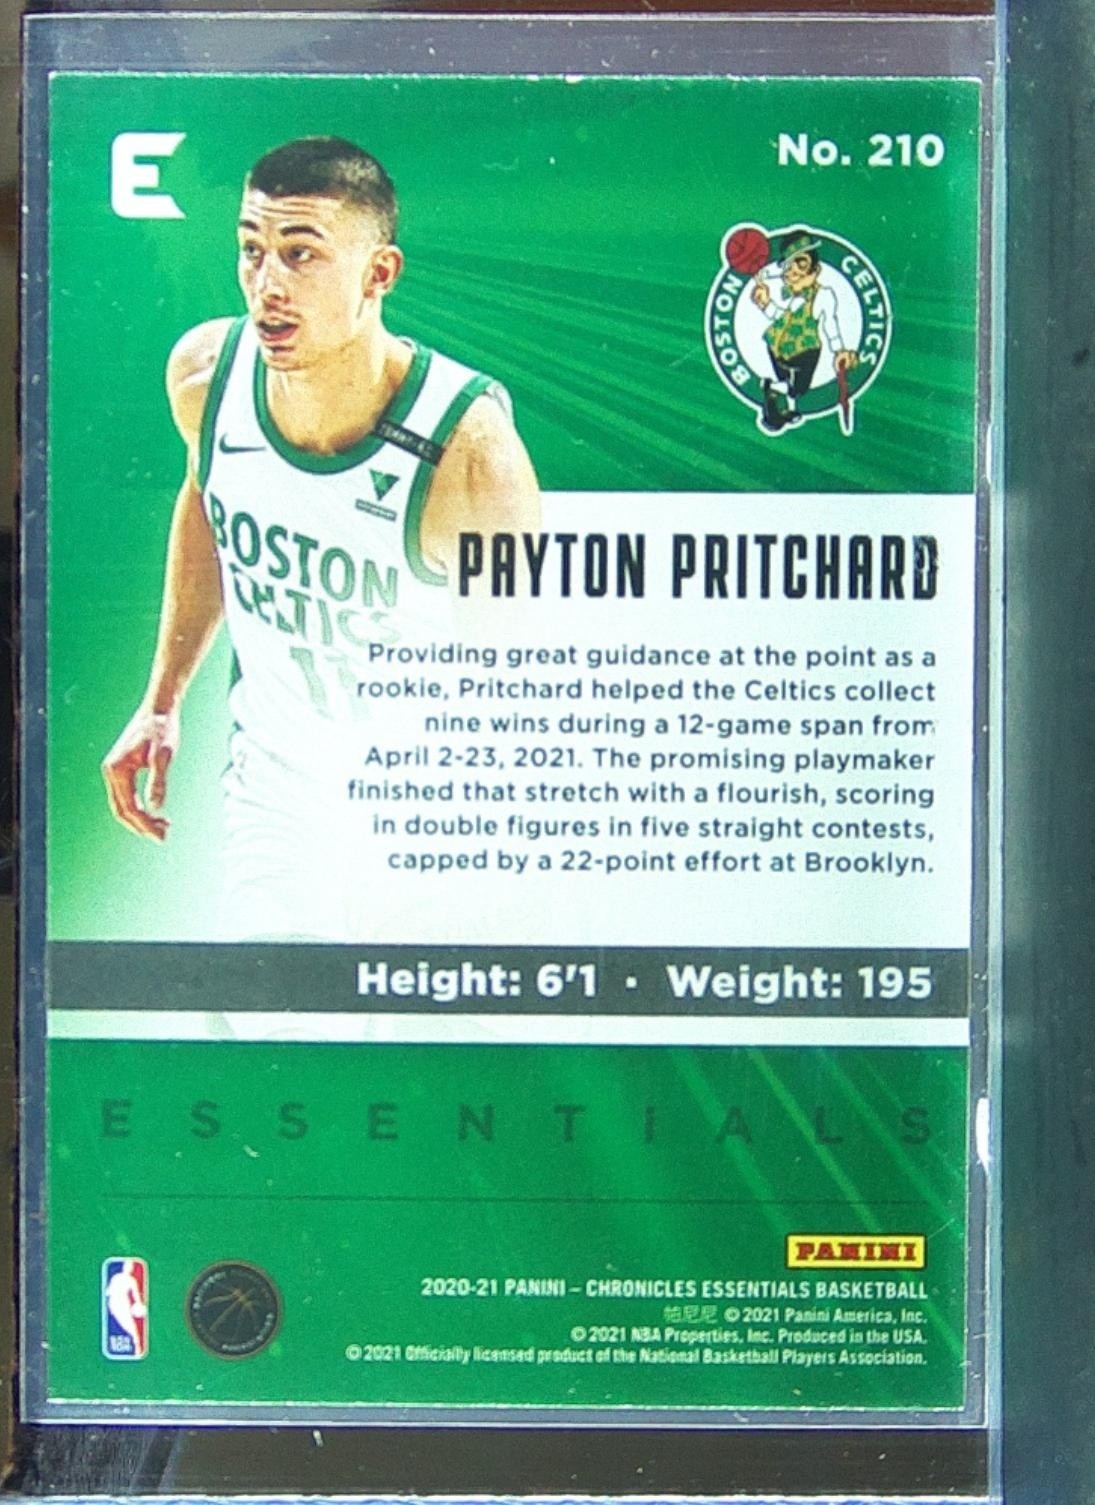 E
No. 210
BOSTON CELTICS
BOSTON
CELTICS
11
PAYTON PRITCHARD
Providing great guidance at the point as a
rookie, Pritchard helped the Celtics collect
nine wins during a 12-game span from
April 2-23, 2021. The promising playmaker
finished that stretch with a flourish, scoring
in double figures in five straight contests,
capped by a 22-point effort at Brooklyn.
Height: 6'1 · Weight: 195
ESSENTIALS
PANINI
2020-21 PANINI – CHRONICLES ESSENTIALS BASKETBALL
帕尼尼 © 2021 Panini America, Inc.
© 2021 NBA Properties, Inc. Produced in the USA.
© 2021 Officially licensed product of the National Basketball Players Association.